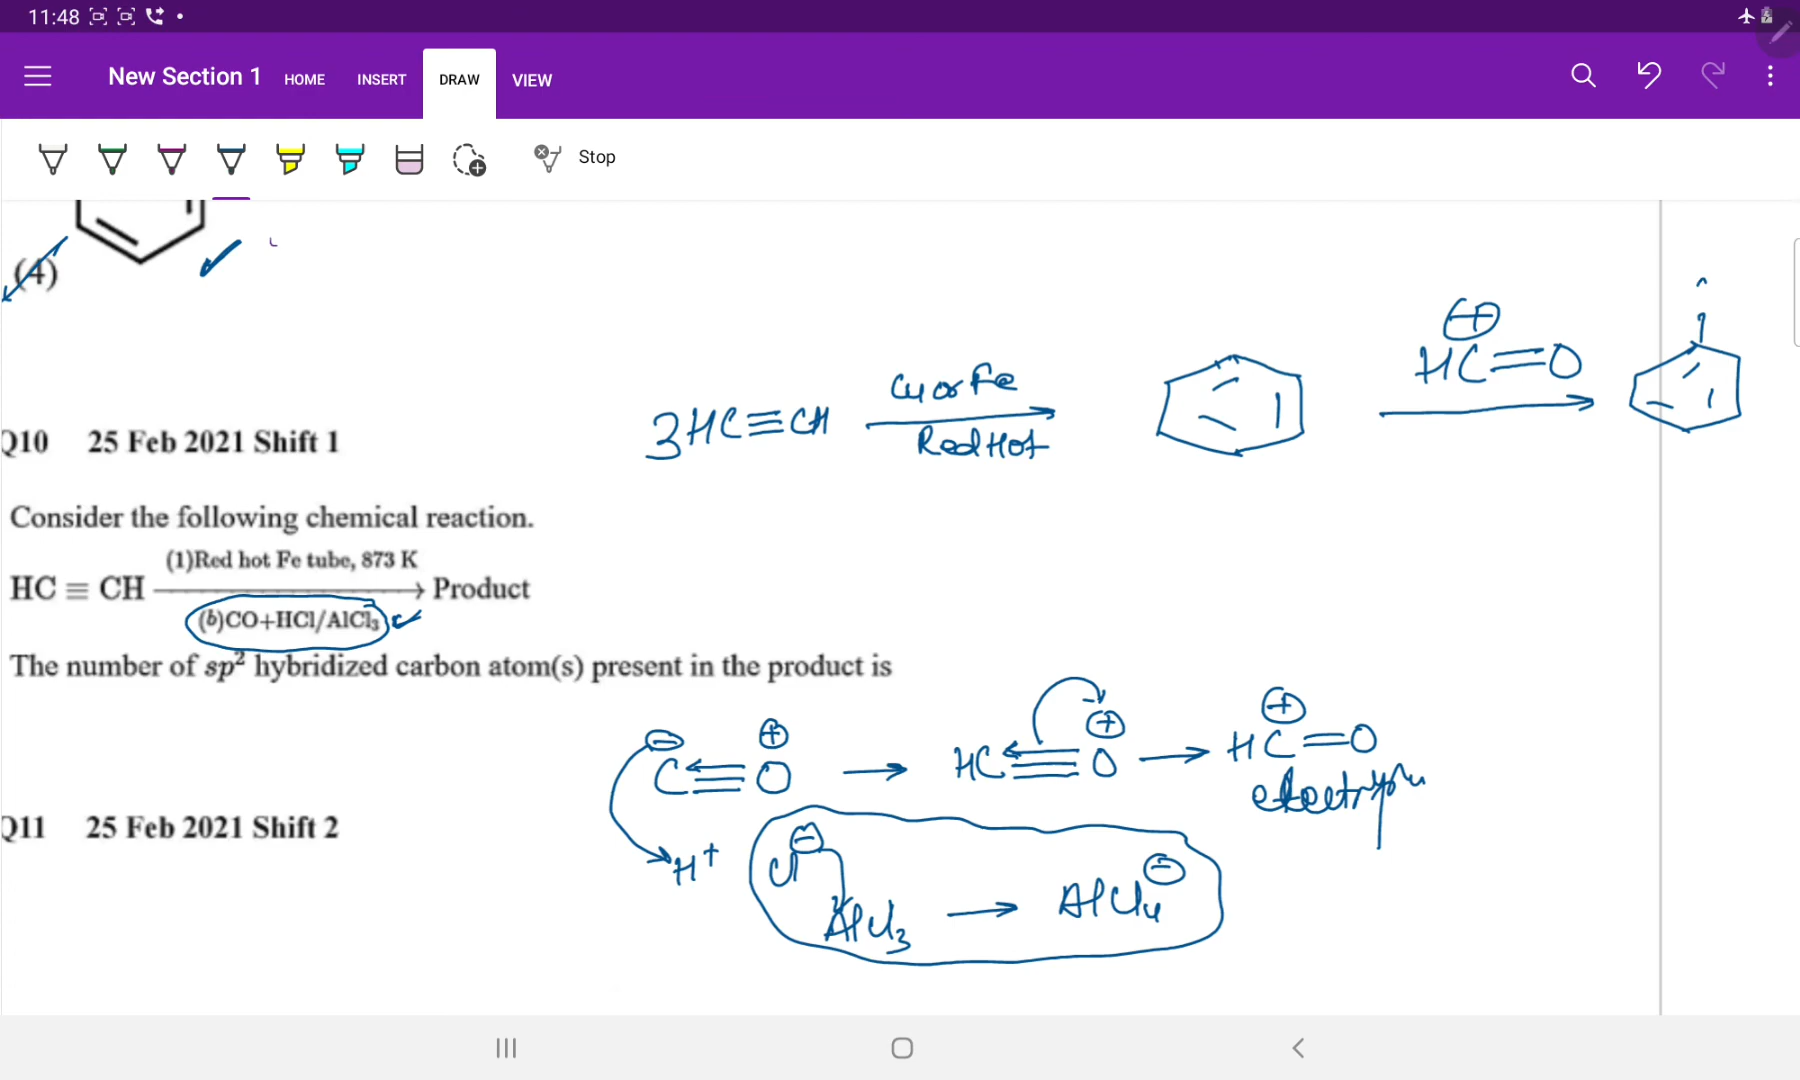 11:48
New Section 1 HOME INSERT DRAW VIEW
Stop
(4)
3HC≡CH Cu or Fe Red Hot
⊕
HC=O
Q10 25 Feb 2021 Shift 1
Consider the following chemical reaction.
(1)Red hot Fe tube, 873 K
HC ≡ CH → Product
(b)CO+HCl/AlCl₃
The number of sp² hybridized carbon atom(s) present in the product is
⊖ ⊕ ⊕ ⊕
C≡O → HC≡O → HC=O
Q11 25 Feb 2021 Shift 2
H⁺ Cl⊖
AlCl₃ → AlCl₄⊖